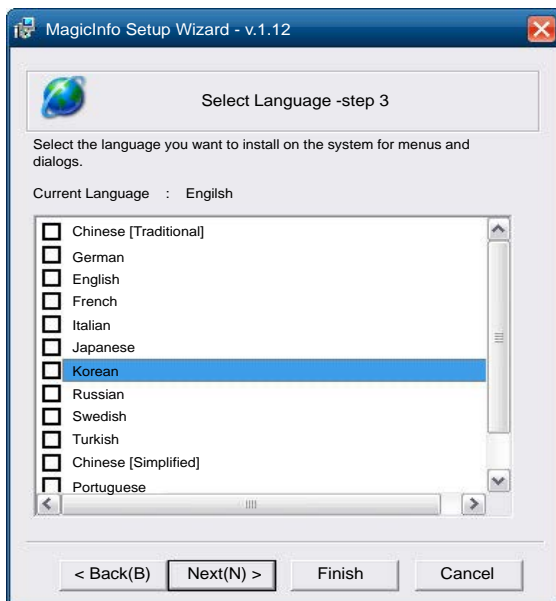 MagicInfo Setup Wizard - v.1.12
Select Language -step 3
Select the language you want to install on the system for menus and
dialogs.
Current Language : Engilsh
Chinese [Traditional]
German
English
French
Italian
Japanese
Korean
Russian
Swedish
Turkish
Chinese [Simplified]
Portuguese
< Back(B) Next(N) > Finish Cancel